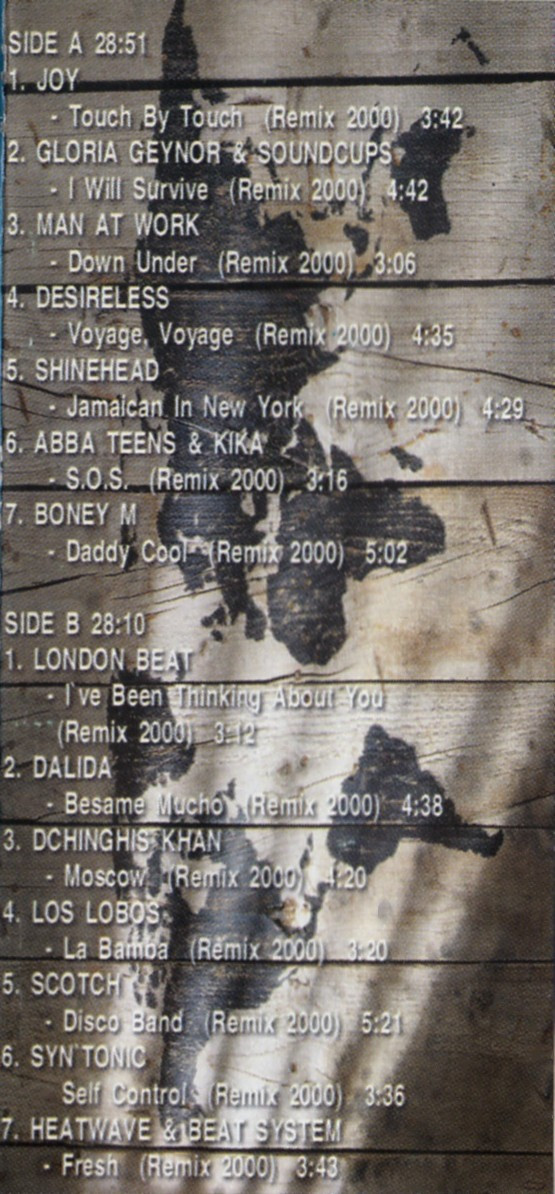 SIDE A 28:51
1. JOY
- Touch By Touch (Remix 2000) 3:42
2. GLORIA GEYNOR & SOUNDCUPS
- I Will Survive (Remix 2000) 4:42
3. MAN AT WORK
- Down Under (Remix 2000) 3:06
4. DESIRELESS
- Voyage, Voyage (Remix 2000) 4:35
5. SHINEHEAD
- Jamaican In New York (Remix 2000) 4:29
6. ABBA TEENS & KIKA
- S.O.S. (Remix 2000) 3:16
7. BONEY M
- Daddy Cool (Remix 2000) 5:02
SIDE B 28:10
1. LONDON BEAT
- I`ve Been Thinking About You
(Remix 2000) 3:12
2. DALIDA
- Besame Mucho (Remix 2000) 4:38
3. DCHINGHIS KHAN
- Moscow (Remix 2000) 4:20
4. LOS LOBOS
- La Bamba (Remix 2000) 3:20
5. SCOTCH
- Disco Band (Remix 2000) 5:21
6. SYN`TONIC
Self Control (Remix 2000) 3:36
7. HEATWAVE & BEAT SYSTEM
- Fresh (Remix 2000) 3:43